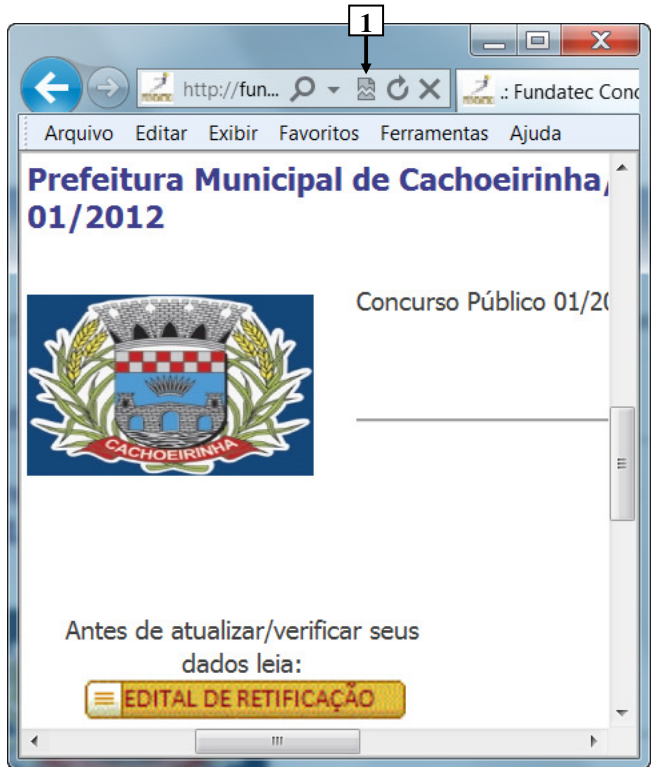 1
http://fun...
.: Fundatec Conc
Arquivo Editar Exibir Favoritos Ferramentas Ajuda
Prefeitura Municipal de Cachoeirinha/
01/2012
Concurso Público 01/20
CACHOEIRINHA
Antes de atualizar/verificar seus
dados leia:
EDITAL DE RETIFICAÇÃO